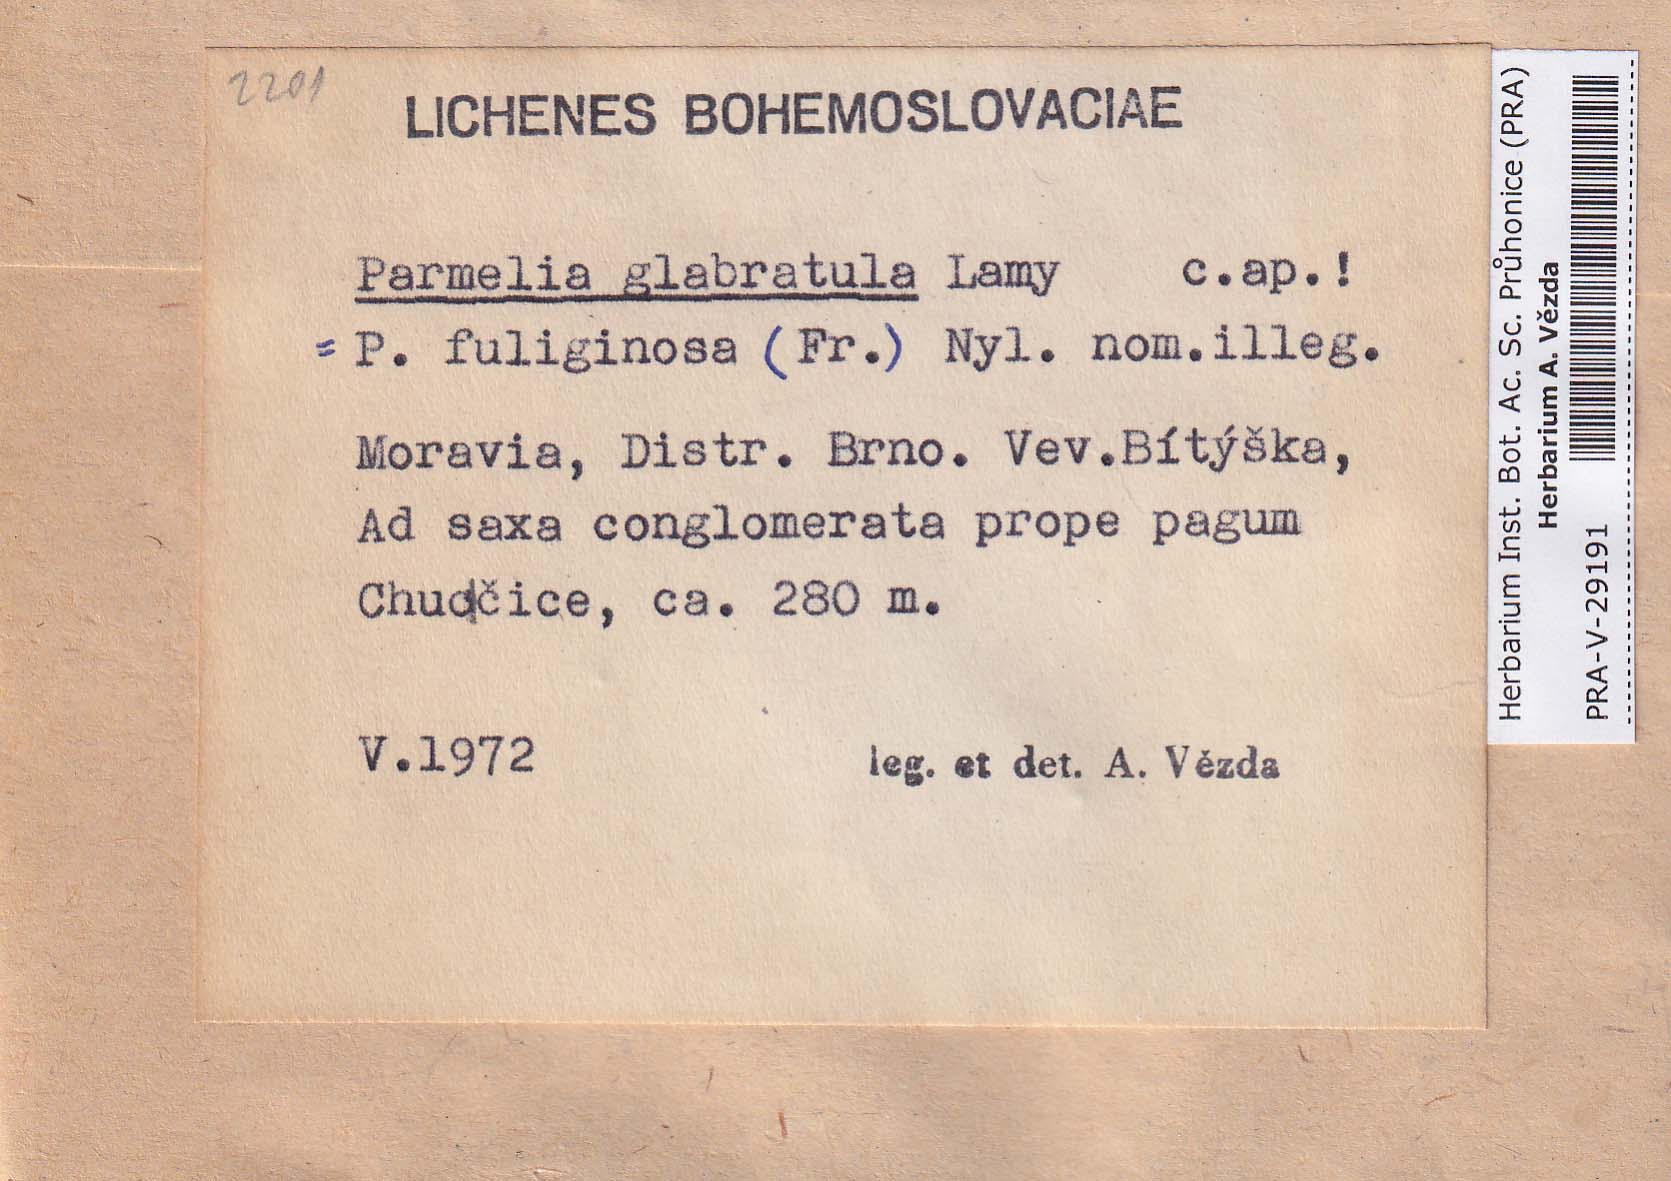 2201
LICHENES BOHEMOSLOVACIAE
Parmelia glabratula Lamy c.ap.!
= P. fuliginosa (Fr.) Nyl. nom.illeg.
Moravia, Distr. Brno. Vev.Bítýška,
Ad saxa conglomerata prope pagum
Chudčice, ca. 280 m.
V.1972 leg. et det. A. Vězda
Herbarium Inst. Bot. Ac. Sc. Průhonice (PRA)
Herbarium A. Vězda
PRA-V-29191